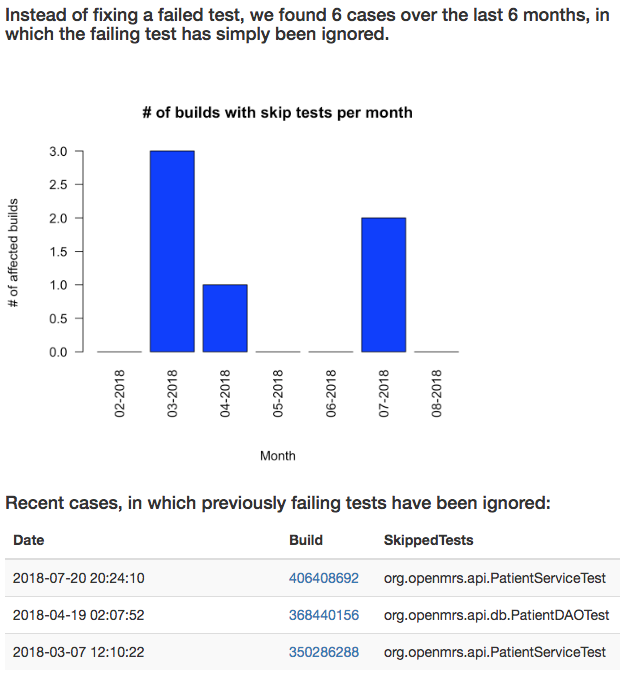 Instead of fixing a failed test, we found 6 cases over the last 6 months, in
which the failing test has simply been ignored.
# of builds with skip tests per month
# of affected builds
3.0
2.5
2.0
1.5
1.0
0.5
0.0
02-2018
03-2018
04-2018
05-2018
06-2018
07-2018
08-2018
Month
Recent cases, in which previously failing tests have been ignored:
Date Build SkippedTests
2018-07-20 20:24:10 406408692 org.openmrs.api.PatientServiceTest
2018-04-19 02:07:52 368440156 org.openmrs.api.db.PatientDAOTest
2018-03-07 12:10:22 350286288 org.openmrs.api.PatientServiceTest